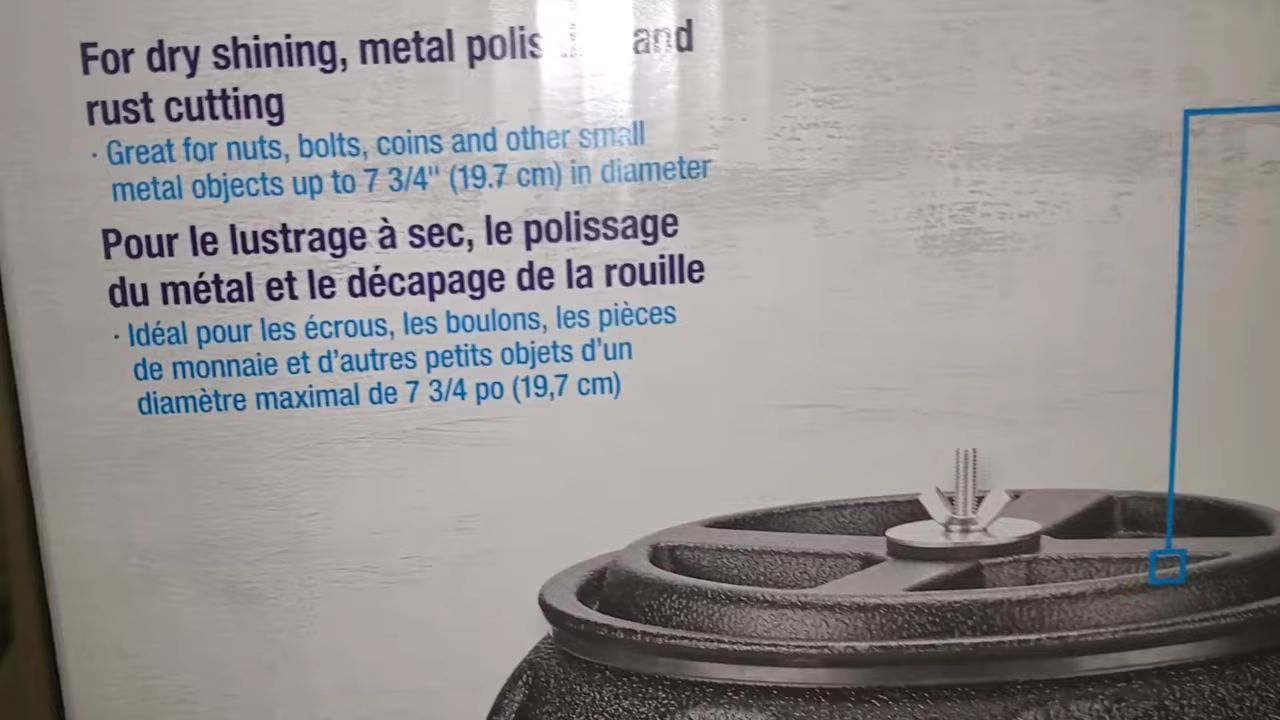 For dry shining, metal polis and
rust cutting
· Great for nuts, bolts, coins and other small
metal objects up to 7 3/4" (19.7 cm) in diameter
Pour le lustrage à sec, le polissage
du métal et le décapage de la rouille
· Idéal pour les écrous, les boulons, les pièces
de monnaie et d'autres petits objets d'un
diamètre maximal de 7 3/4 po (19,7 cm)